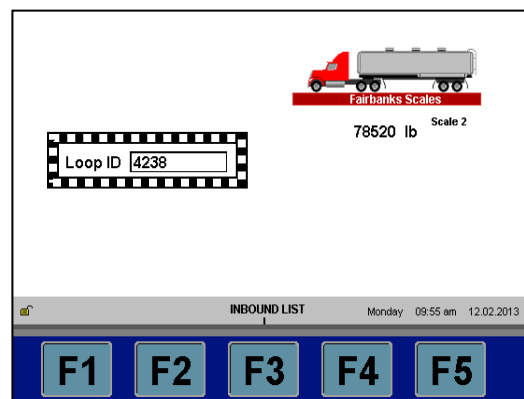 Fairbanks Scales
78520 lb Scale 2
Loop ID 4238
INBOUND LIST Monday 09:55 am 12.02.2013
F1 F2 F3 F4 F5